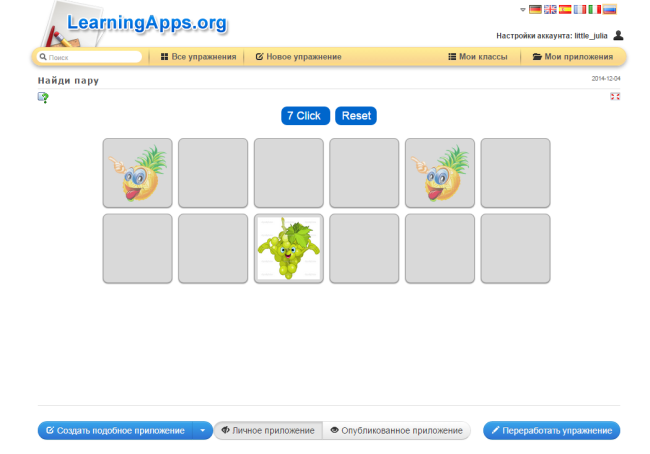 LearningApps.org
Настройки аккаунта: little_julia
Поиск
Все упражнения
Новое упражнение
Мои классы
Мои приложения
Найди пару
2014-12-04
7 Click
Reset
Создать подобное приложение
Личное приложение
Опубликованное приложение
Переработать упражнение